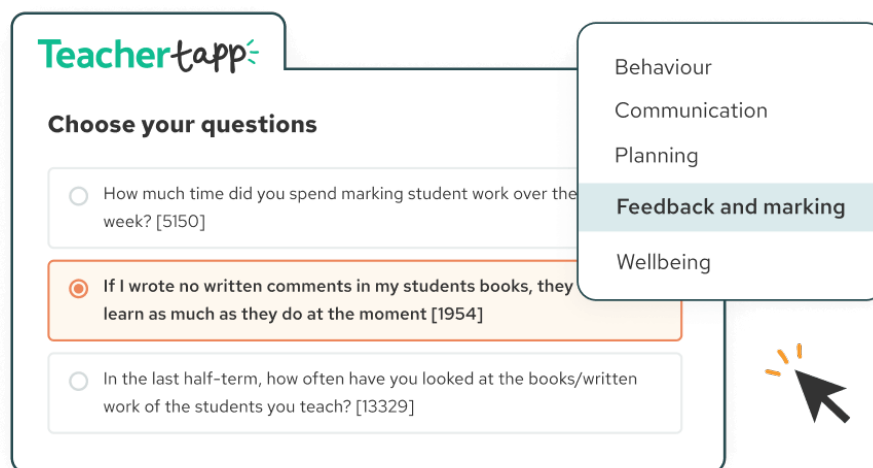 Teacher tapp
Choose your questions
How much time did you spend marking student work over the
week? [5150]
If I wrote no written comments in my students books, they
learn as much as they do at the moment [1954]
In the last half-term, how often have you looked at the books/written
work of the students you teach? [13329]
Behaviour
Communication
Planning
Feedback and marking
Wellbeing